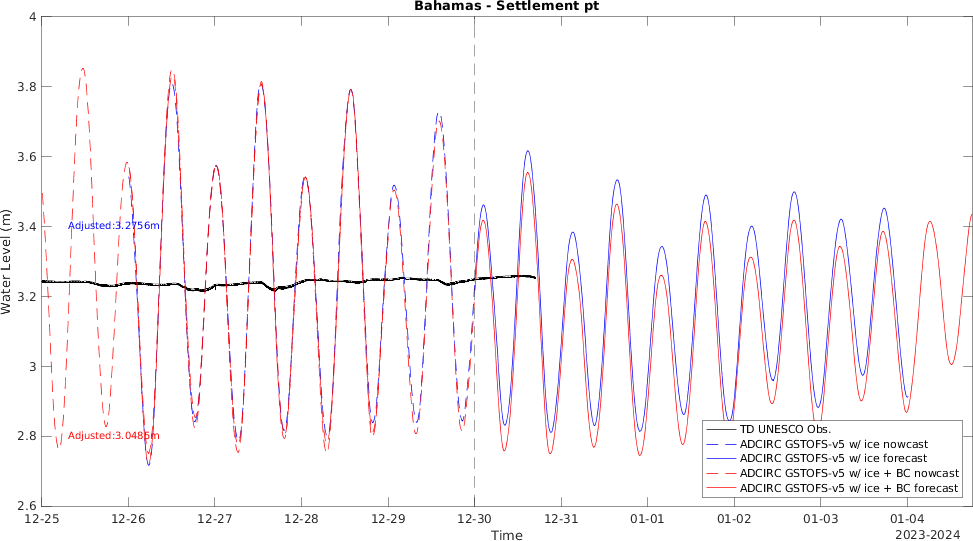 Bahamas - Settlement pt
4
3.8
3.6
3.4
3.2
3
2.8
2.6
Water Level (m)
Adjusted:3.2756m
Adjusted:3.0486m
TD UNESCO Obs.
ADCIRC GSTOFS-v5 w/ ice nowcast
ADCIRC GSTOFS-v5 w/ ice forecast
ADCIRC GSTOFS-v5 w/ ice + BC nowcast
ADCIRC GSTOFS-v5 w/ ice + BC forecast
12-25 12-26 12-27 12-28 12-29 12-30 12-31 01-01 01-02 01-03 01-04
Time
2023-2024